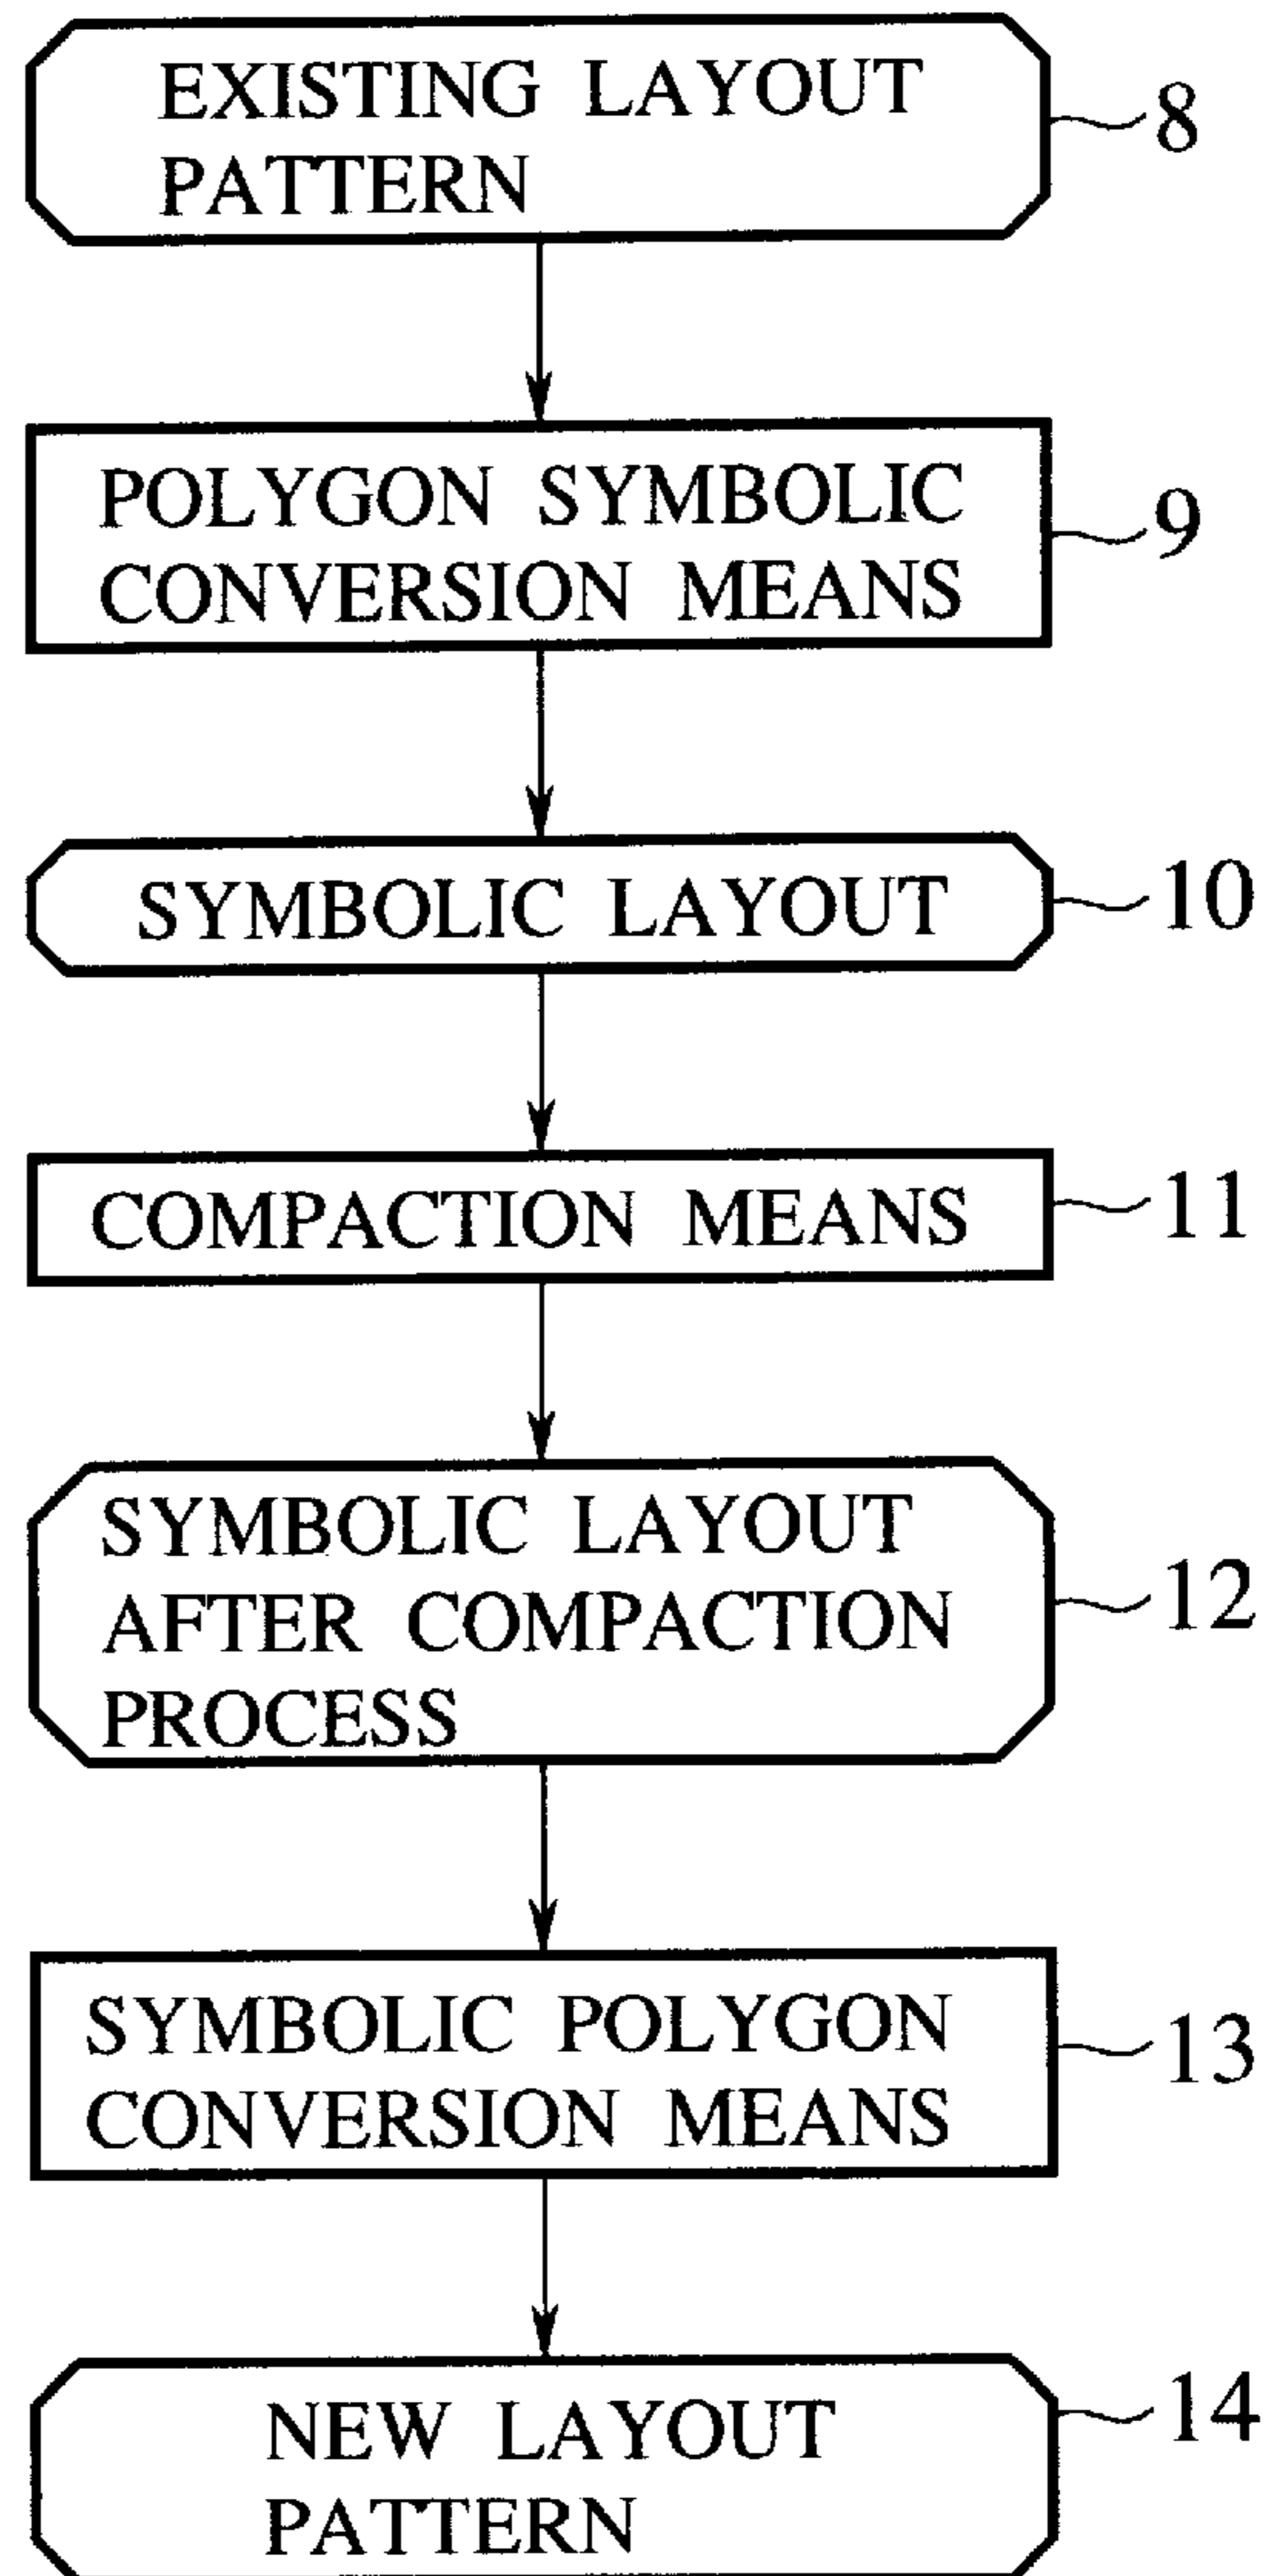 EXISTING LAYOUT
PATTERN
8
POLYGON SYMBOLIC
CONVERSION MEANS
9
SYMBOLIC LAYOUT
10
COMPACTION MEANS
11
SYMBOLIC LAYOUT
AFTER COMPACTION
PROCESS
12
SYMBOLIC POLYGON
CONVERSION MEANS
13
NEW LAYOUT
PATTERN
14